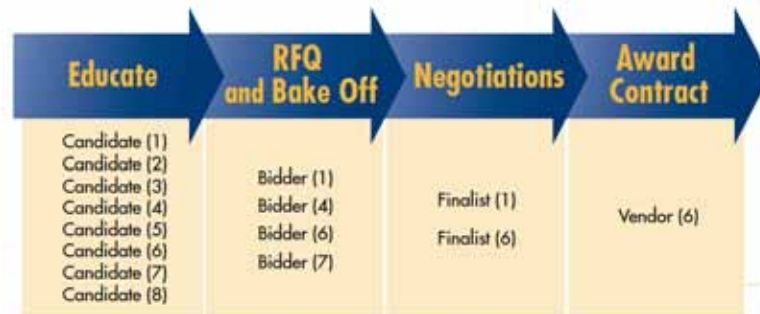 Educate
Candidate (1)
Candidate (2)
Candidate (3)
Candidate (4)
Candidate (5)
Candidate (6)
Candidate (7)
Candidate (8)
RFQ
and Bake Off
Bidder (1)
Bidder (4)
Bidder (6)
Bidder (7)
Negotiations
Finalist (1)
Finalist (6)
Award
Contract
Vendor (6)